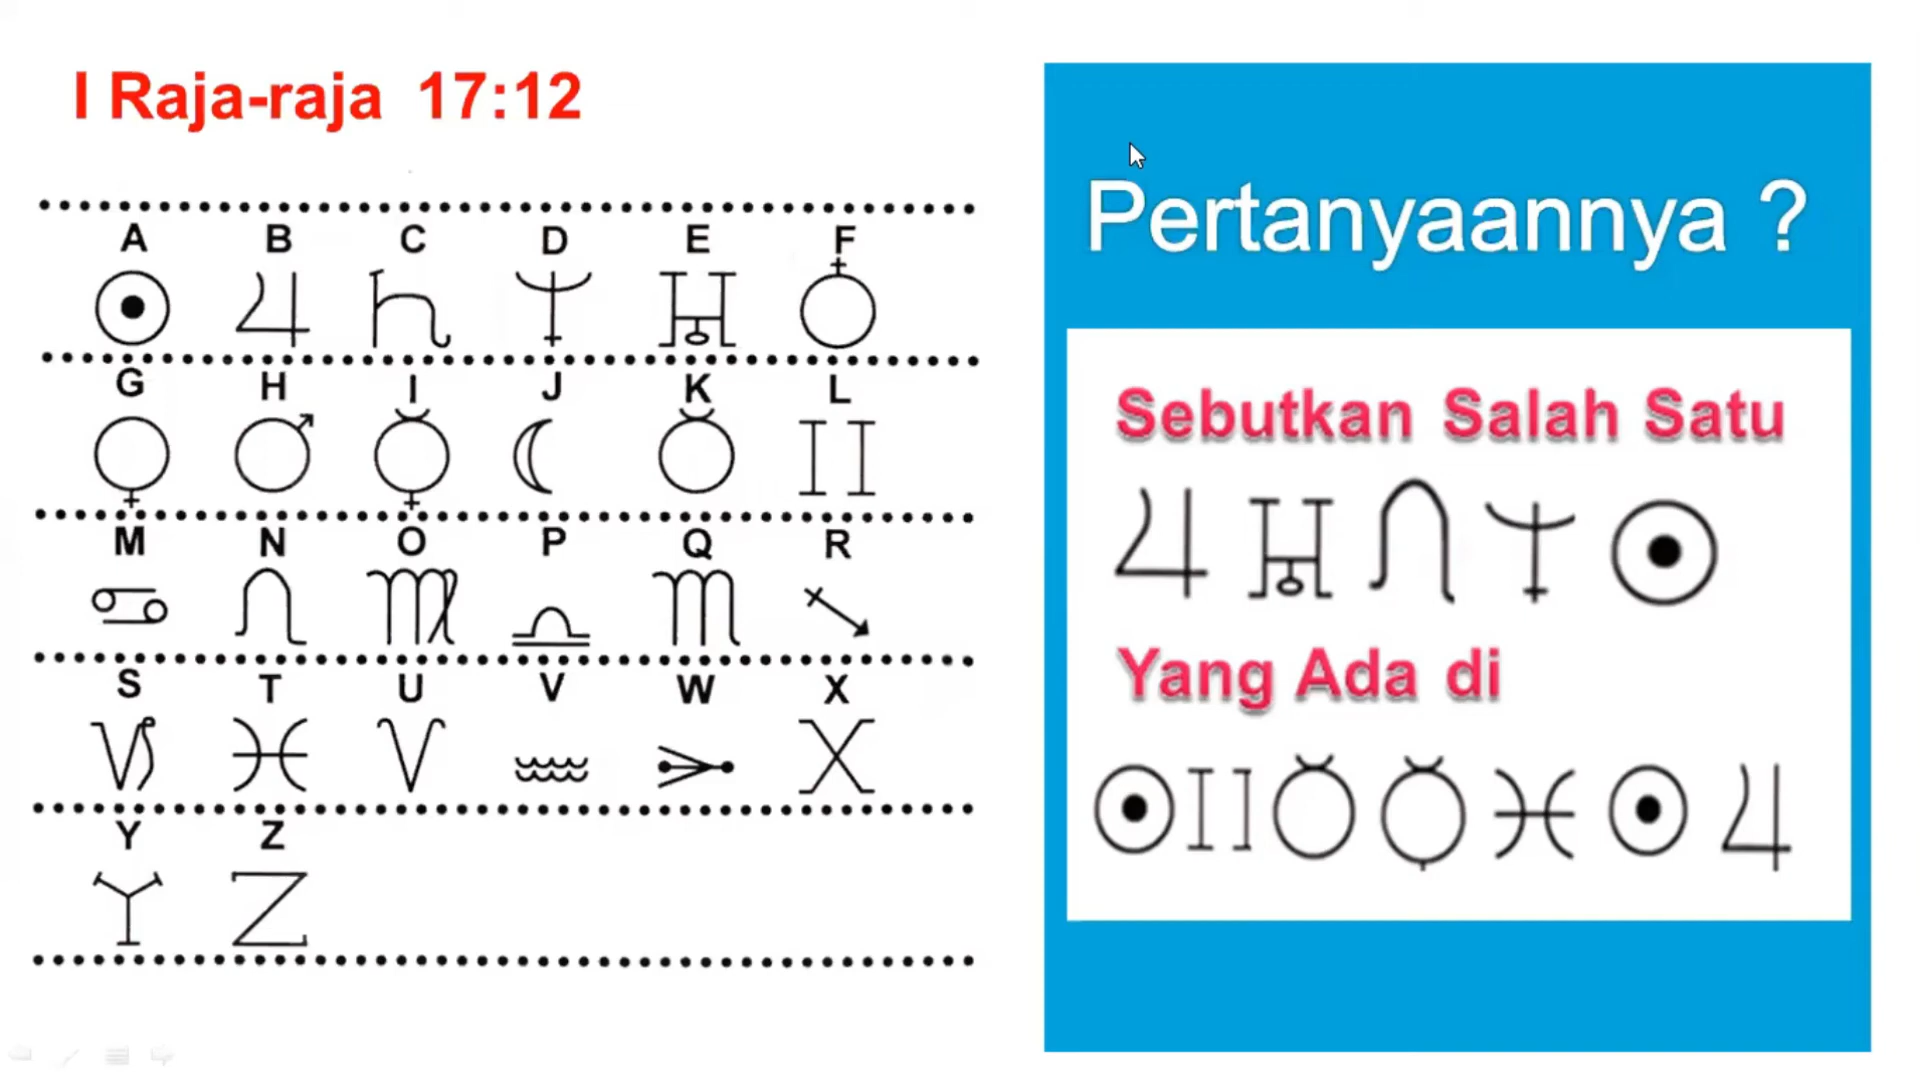 I Raja-raja 17:12
A B C D E F
G H I J K L
M N O P Q R
S T U V W X
Y Z
Pertanyaannya ?
Sebutkan Salah Satu
Yang Ada di